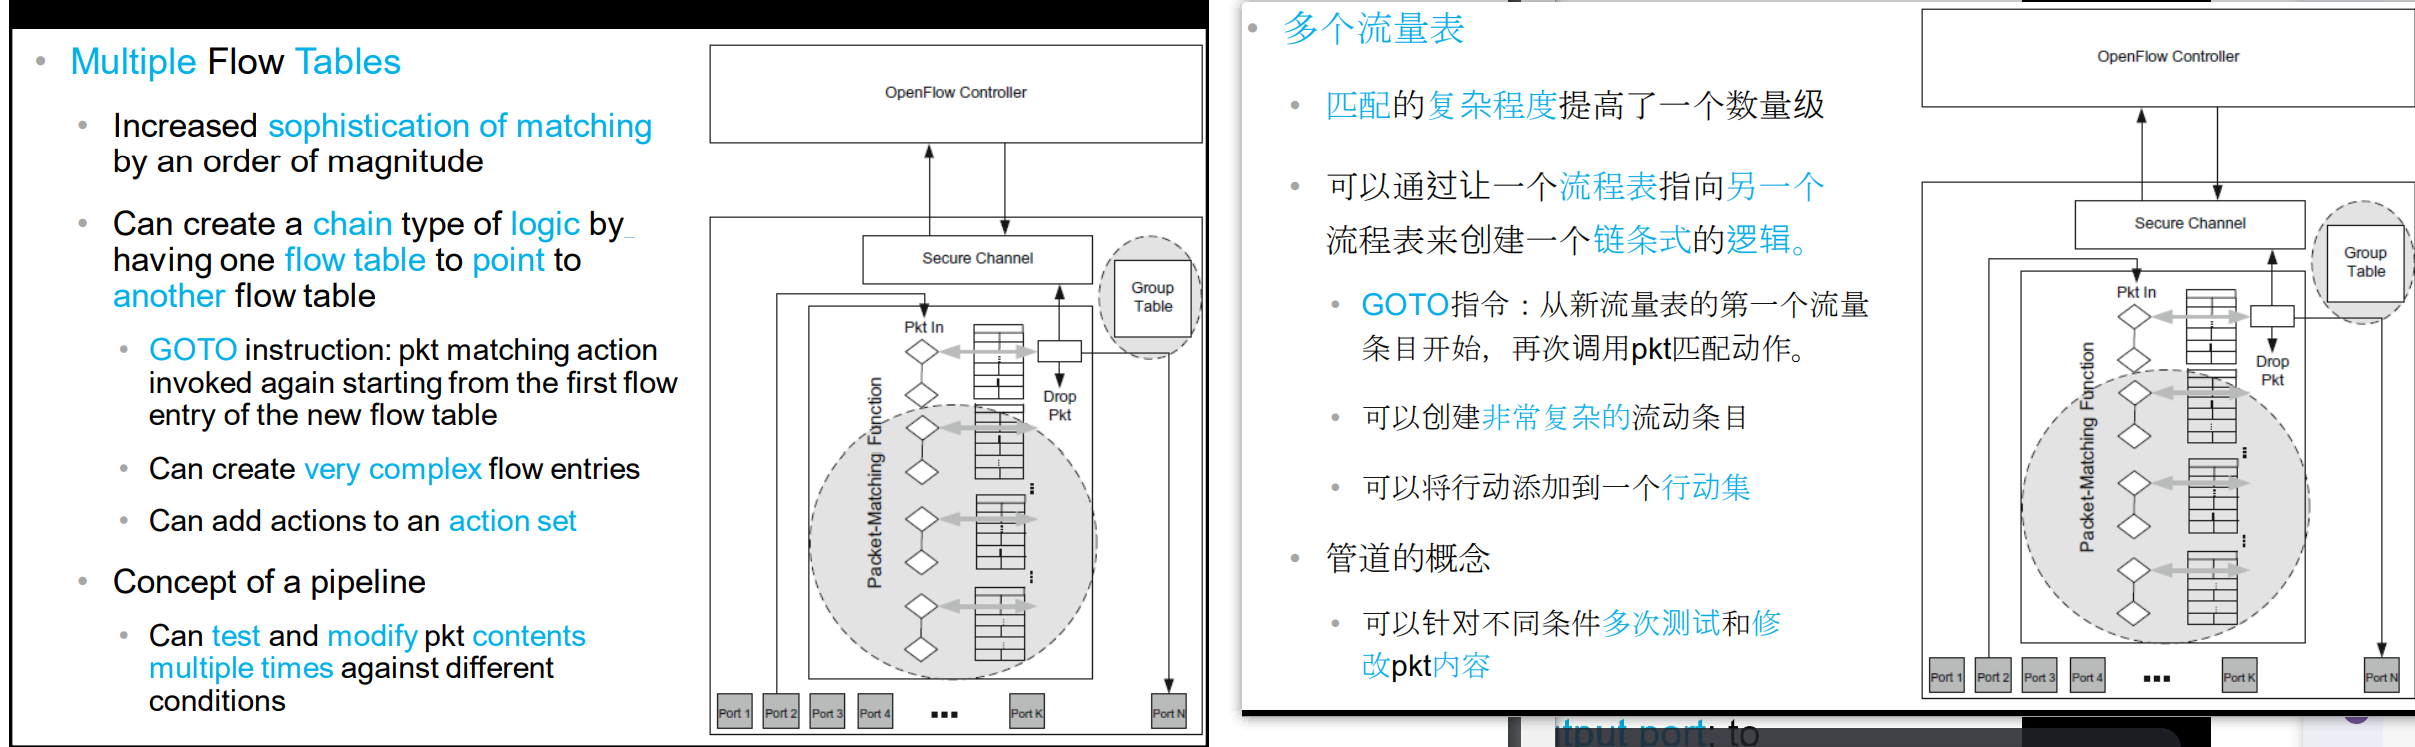 Multiple Flow Tables
Increased sophistication of matching
by an order of magnitude
Can create a chain type of logic by
having one flow table to point to
another flow table
GOTO instruction: pkt matching action
invoked again starting from the first flow
entry of the new flow table
Can create very complex flow entries
Can add actions to an action set
Concept of a pipeline
Can test and modify pkt contents
multiple times against different
conditions
OpenFlow Controller
Secure Channel
Group
Table
Pkt In
Drop
Pkt
Packet-Matching Function
Port 1
Port 2
Port 3
Port 4
Port K
Port N
多个流量表
匹配的复杂程度提高了一个数量级
可以通过让一个流程表指向另一个
流程表来创建一个链条式的逻辑。
GOTO指令：从新流量表的第一个流量
条目开始，再次调用pkt匹配动作。
可以创建非常复杂的流动条目
可以将行动添加到一个行动集
管道的概念
可以针对不同条件多次测试和修
改pkt内容
OpenFlow Controller
Secure Channel
Group
Table
Pkt In
Drop
Pkt
Packet-Matching Function
Port 1
Port 2
Port 3
Port 4
Port K
Port N
tput port; to